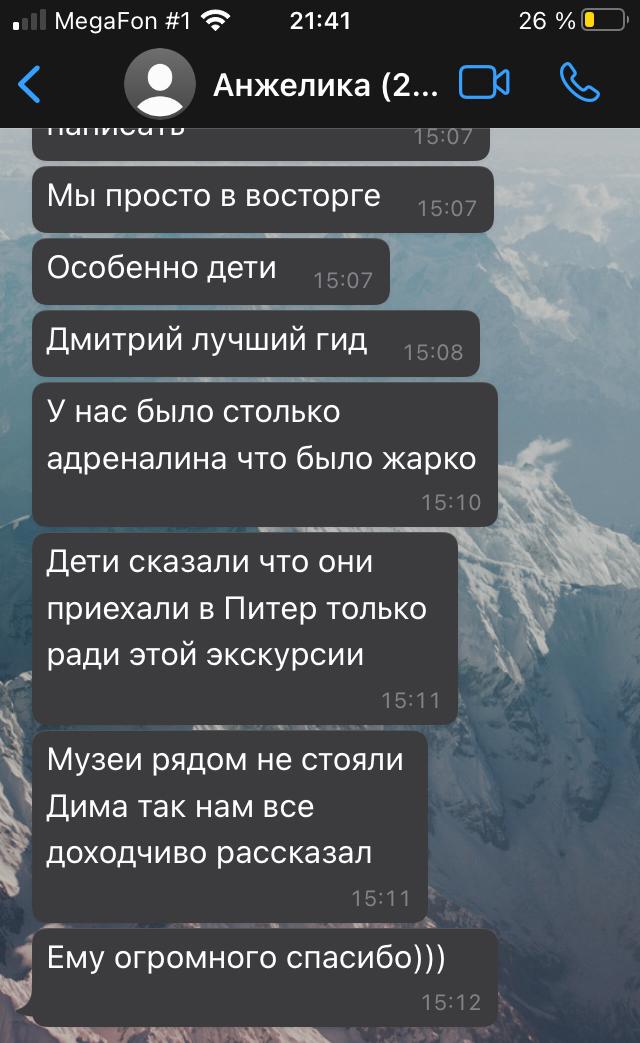 MegaFon #1 21:41 26 %
Анжелика (2...
написать
15:07
Мы просто в восторге 15:07
Особенно дети 15:07
Дмитрий лучший гид 15:08
У нас было столько
адреналина что было жарко
15:10
Дети сказали что они
приехали в Питер только
ради этой экскурсии
15:11
Музеи рядом не стояли
Дима так нам все
доходчиво рассказал
15:11
Ему огромного спасибо)))
15:12